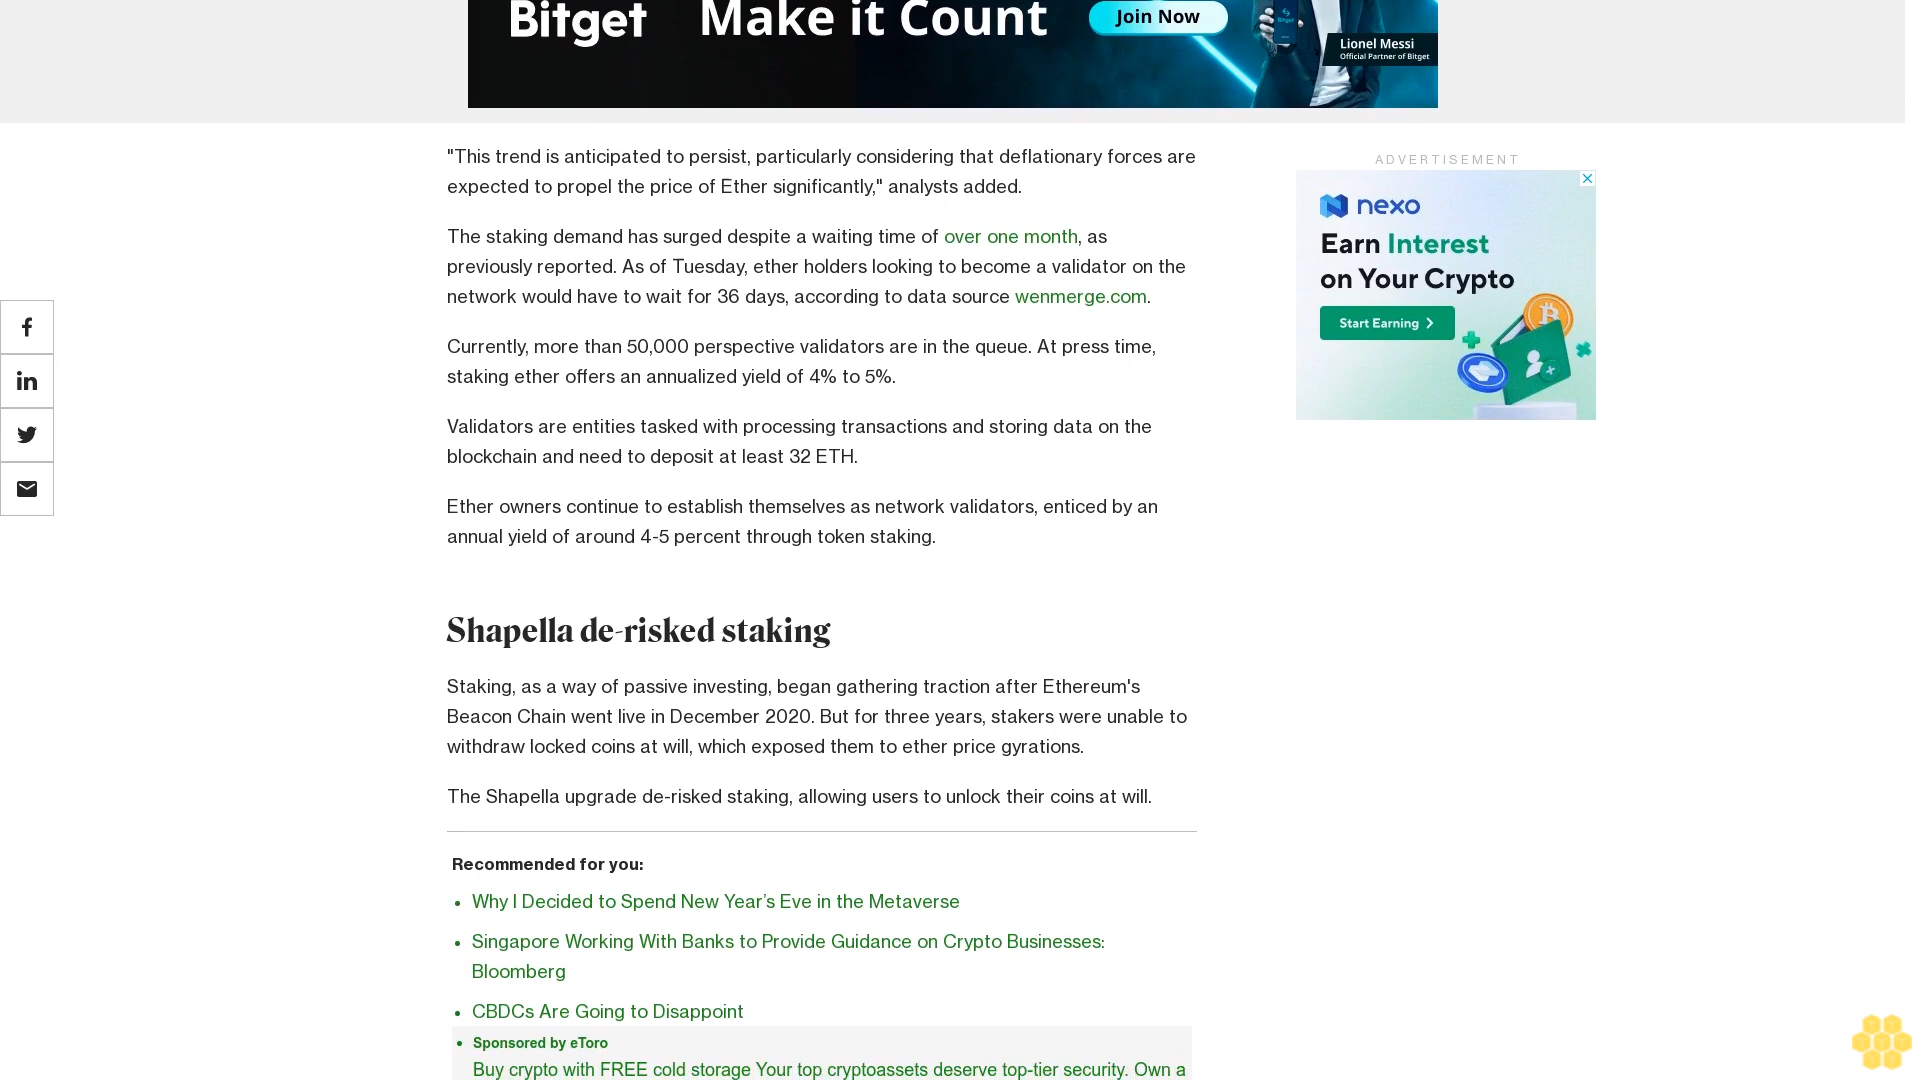 Bitget
Make it Count
Join Now
Lionel Messi
Official Partner of Bitget
"This trend is anticipated to persist, particularly considering that deflationary forces are
expected to propel the price of Ether significantly," analysts added.
The staking demand has surged despite a waiting time of over one month, as
previously reported. As of Tuesday, ether holders looking to become a validator on the
network would have to wait for 36 days, according to data source wenmerge.com.
Currently, more than 50,000 perspective validators are in the queue. At press time,
staking ether offers an annualized yield of 4% to 5%.
Validators are entities tasked with processing transactions and storing data on the
blockchain and need to deposit at least 32 ETH.
Ether owners continue to establish themselves as network validators, enticed by an
annual yield of around 4-5 percent through token staking.
Shapella de-risked staking
Staking, as a way of passive investing, began gathering traction after Ethereum's
Beacon Chain went live in December 2020. But for three years, stakers were unable to
withdraw locked coins at will, which exposed them to ether price gyrations.
The Shapella upgrade de-risked staking, allowing users to unlock their coins at will.
Recommended for you:
• Why I Decided to Spend New Year’s Eve in the Metaverse
• Singapore Working With Banks to Provide Guidance on Crypto Businesses:
Bloomberg
• CBDCs Are Going to Disappoint
• Sponsored by eToro
Buy crypto with FREE cold storage Your top cryptoassets deserve top-tier security. Own a
ADVERTISEMENT
nexo
Earn Interest
on Your Crypto
Start Earning